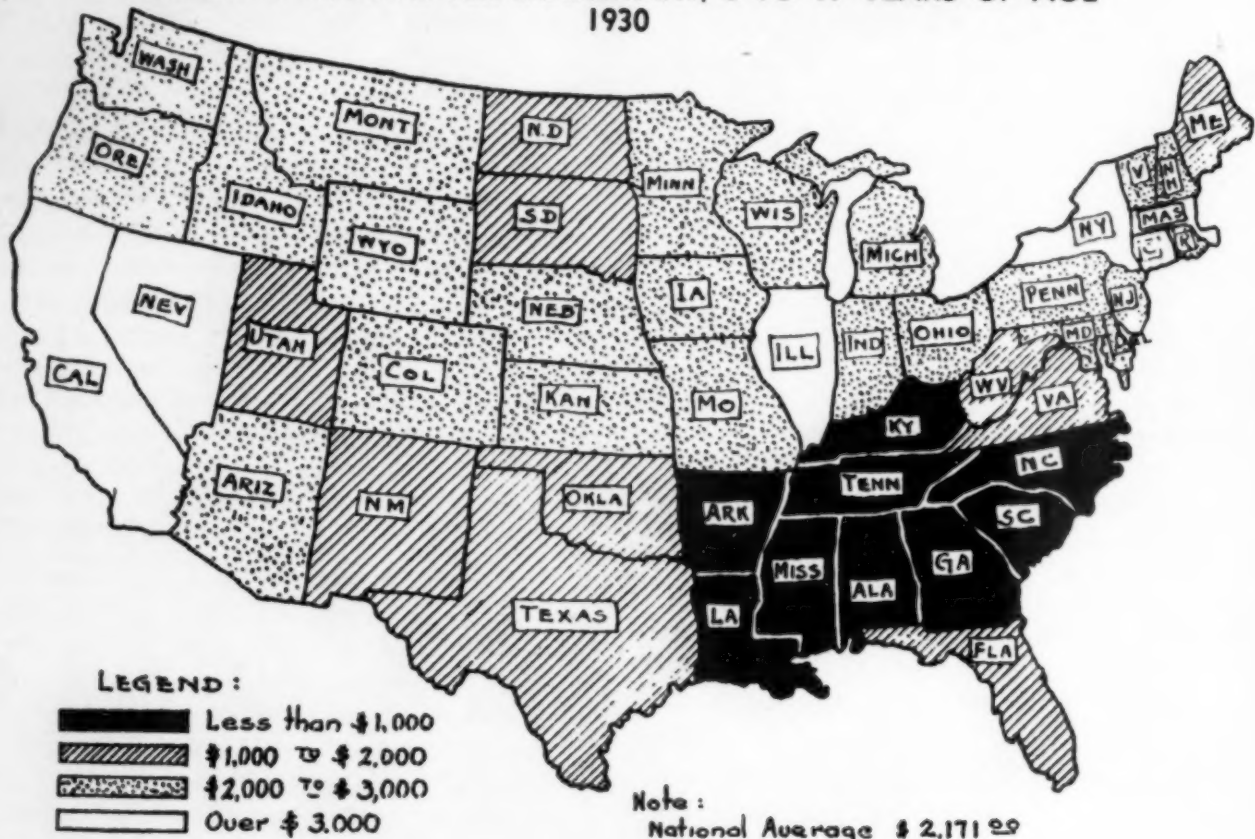 1930
WASH
MONT
N.D
MINN
ME
ORE
IDAHO
WYO
S.D
WIS
MICH
V
N H
NY
MAS
C
R
NEV
UTAH
NEB
IA
PENN
NJ
CAL
COL
KAN
MO
ILL
IND
OHIO
MD
WV
VA
KY
ARIZ
NM
OKLA
ARK
TENN
NC
SC
TEXAS
LA
MISS
ALA
GA
FLA
LEGEND:
Less than $1,000
$1,000 TO $2,000
$2,000 TO $3,000
Over $3.000
Note:
National Average $2,171 00